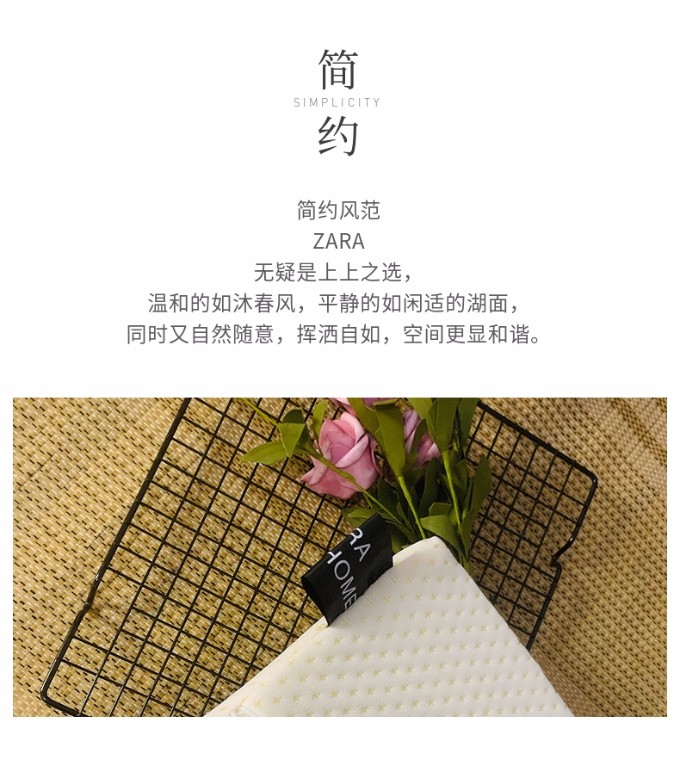 简
SIMPLICITY
约
简约风范
ZARA
无疑是上上之选，
温和的如沐春风，平静的如闲适的湖面，
同时又自然随意，挥洒自如，空间更显和谐。
RA
HOME